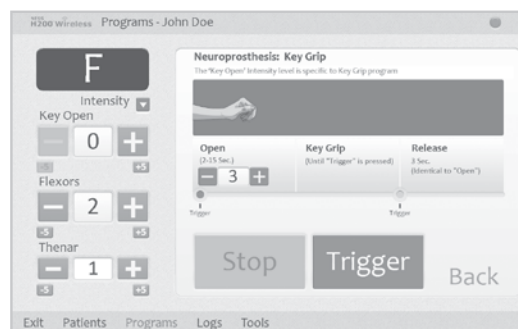 NESS
H200 Wireless Programs - John Doe
F
Intensity
Key Open
0
-5 +5
Flexors
2
-5 +5
Thenar
1
-5 +5
Neuroprosthesis: Key Grip
The 'Key Open' Intensity level is specific to Key Grip program
Open Key Grip Release
(2-15 Sec.) (Until "Trigger" is pressed) 3 Sec.
(Identical to "Open")
3
Trigger Trigger
Stop Trigger Back
Exit Patients Programs Logs Tools